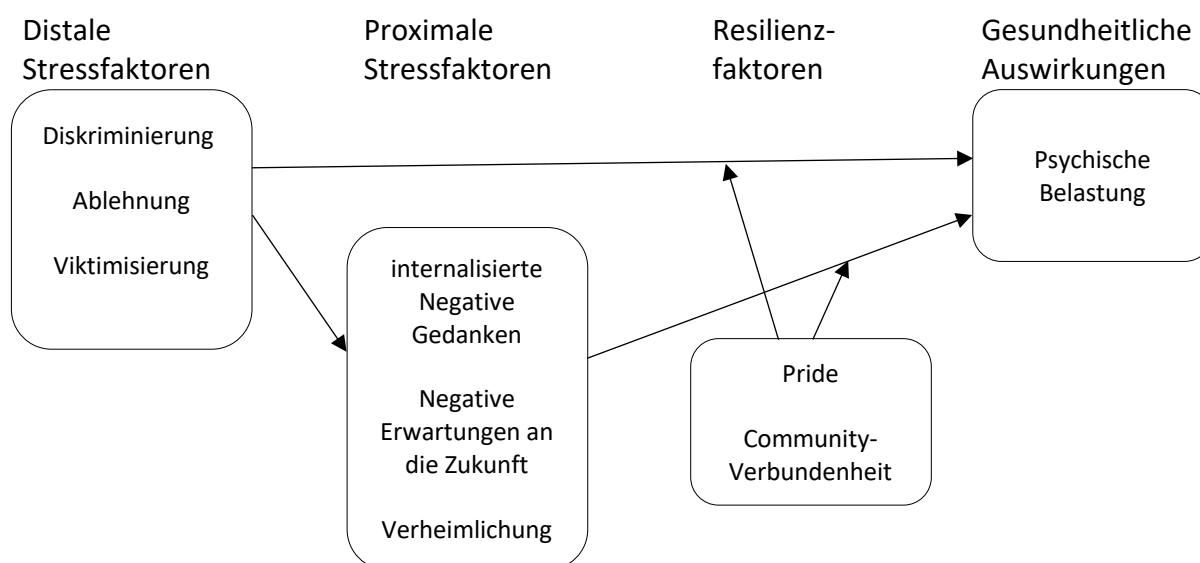 Distale
Stressfaktoren
Proximale
Stressfaktoren
Resilienz-
faktoren
Gesundheitliche
Auswirkungen
Diskriminierung
Ablehnung
Viktimisierung
internalisierte
Negative
Gedanken
Negative
Erwartungen an
die Zukunft
Verheimlichung
Pride
Community-
Verbundenheit
Psychische
Belastung